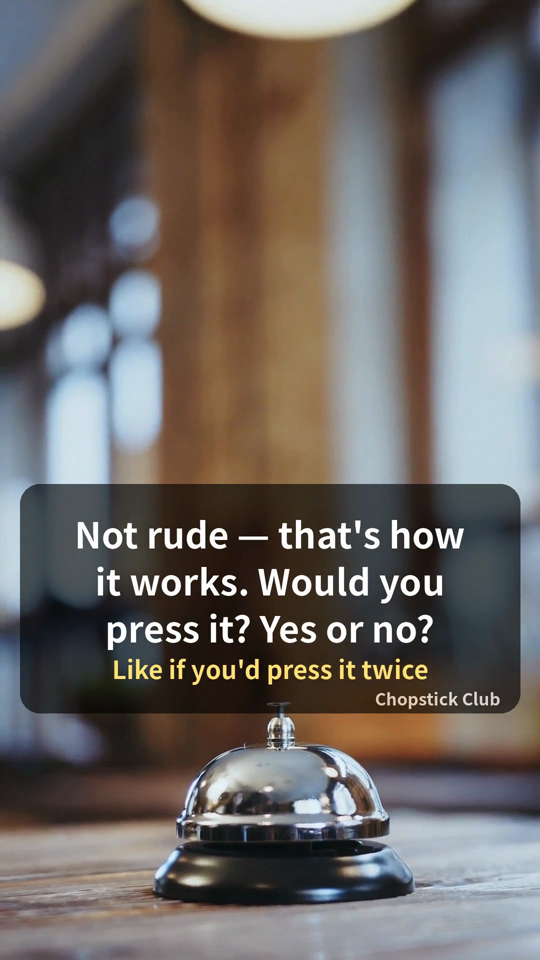 Not rude — that's how
it works. Would you
press it? Yes or no?
Like if you'd press it twice
Chopstick Club